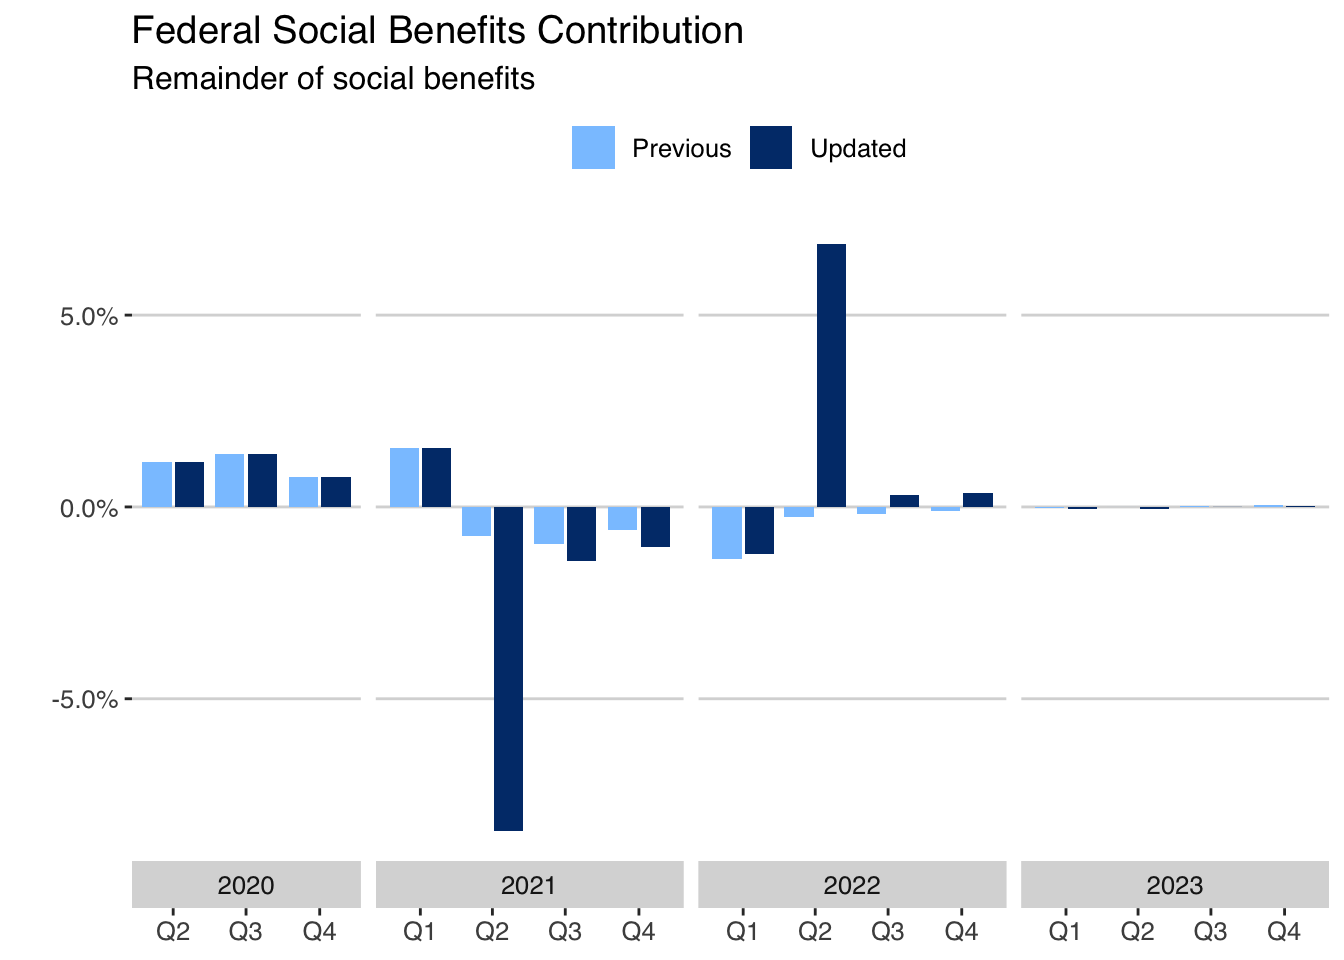 Federal Social Benefits Contribution
Remainder of social benefits
Previous Updated
5.0%
0.0%
-5.0%
2020 2021 2022 2023
Q2 Q3 Q4 Q1 Q2 Q3 Q4 Q1 Q2 Q3 Q4 Q1 Q2 Q3 Q4